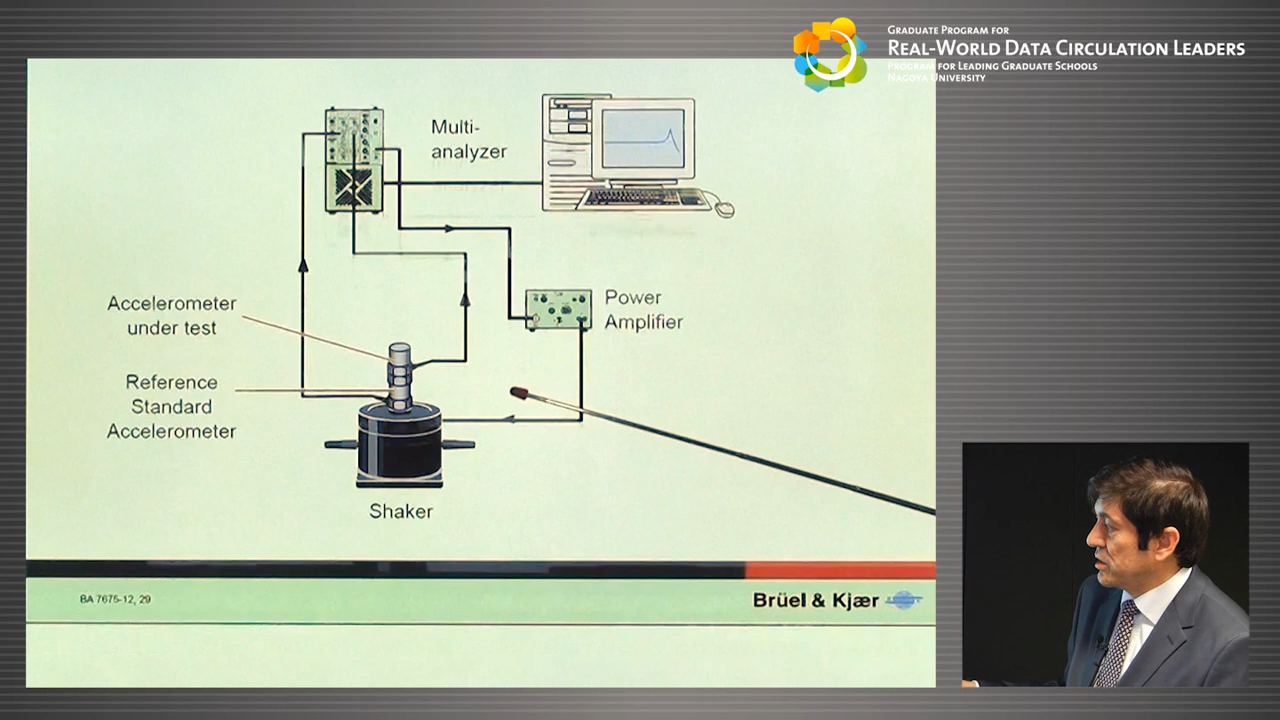 GRADUATE PROGRAM FOR
REAL-WORLD DATA CIRCULATION LEADERS
PROGRAM FOR LEADING GRADUATE SCHOOLS
NAGOYA UNIVERSITY
Multi-
analyzer
Power
Amplifier
Accelerometer
under test
Reference
Standard
Accelerometer
Shaker
BA 7675-12, 29
Brüel & Kjær